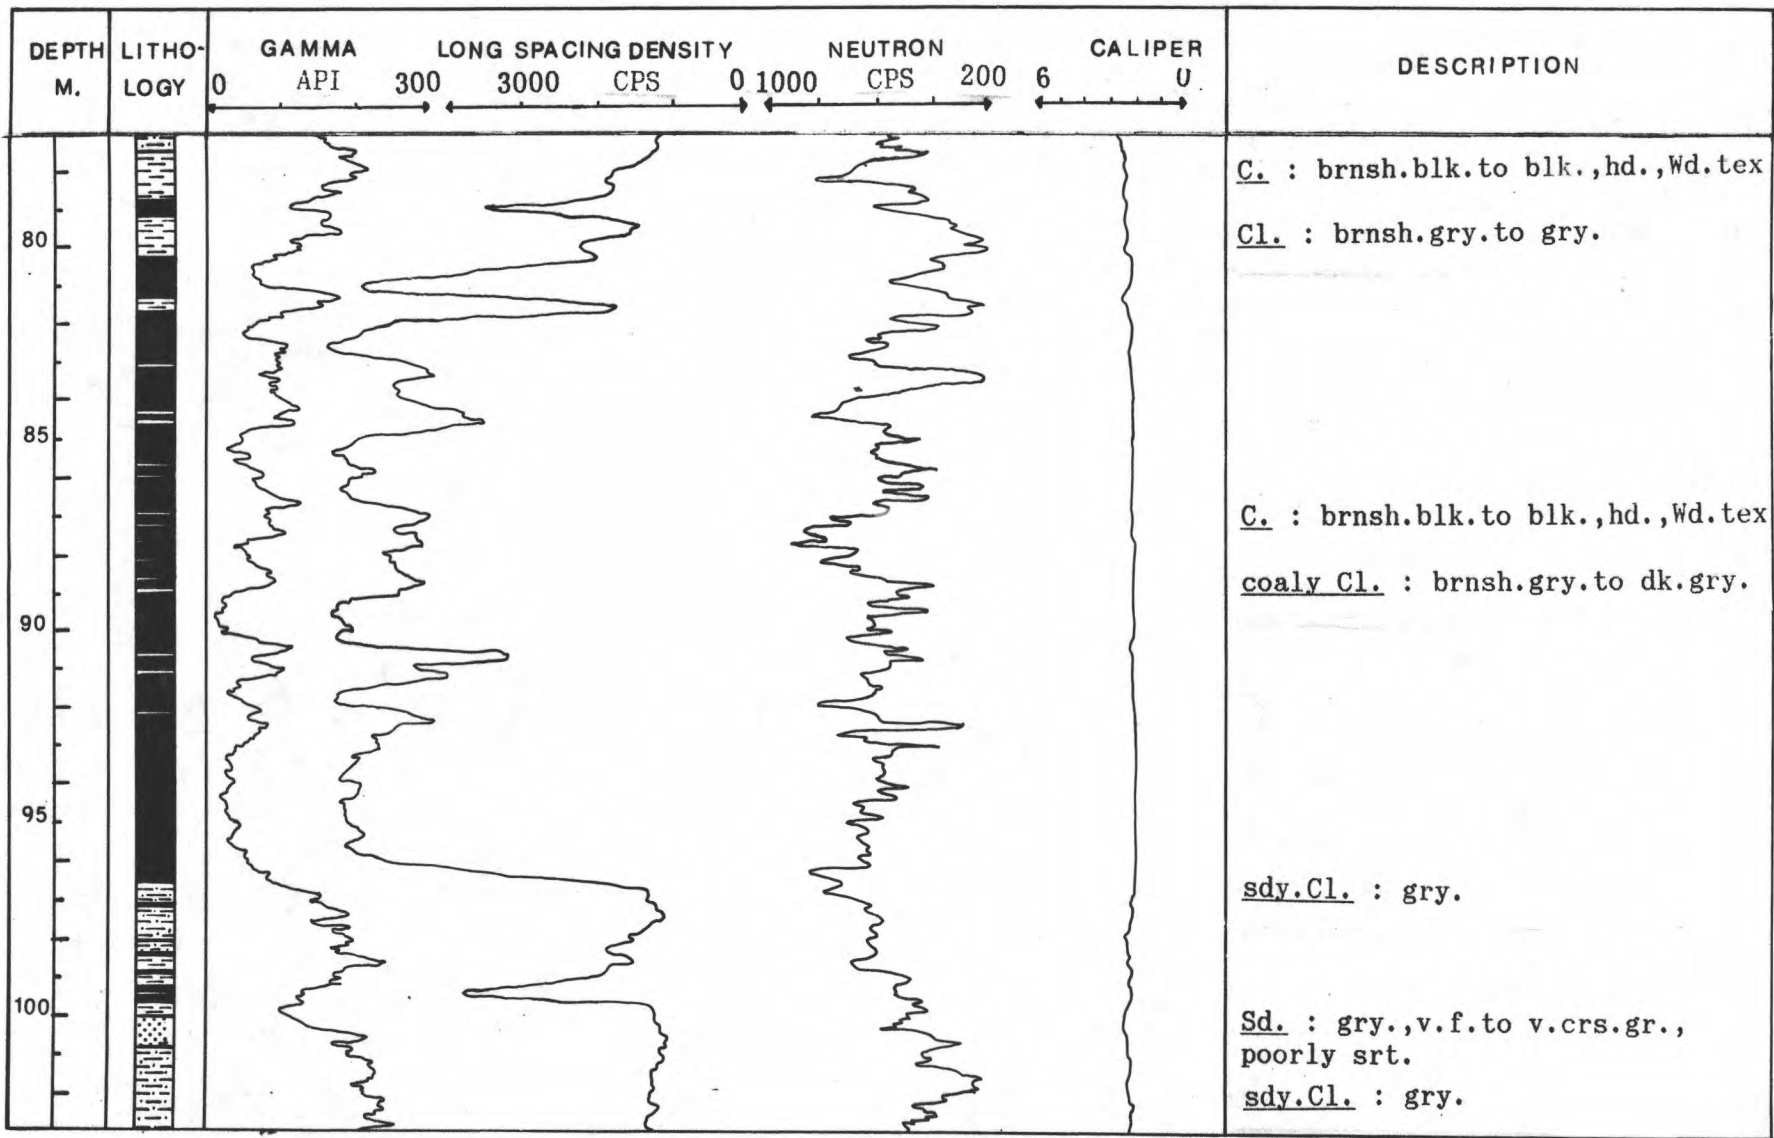 DEPTH LITHO- GAMMA LONG SPACING DENSITY NEUTRON CALIPER DESCRIPTION
M. LOGY 0 API 300 3000 CPS 0 1000 CPS 200 6 0
C. : brnsh.blk.to blk.,hd.,Wd.tex
80 Cl. : brnsh.gry.to gry.
85
C. : brnsh.blk.to blk.,hd.,Wd.tex
coaly Cl. : brnsh.gry.to dk.gry.
90
95
sdy.Cl. : gry.
100 Sd. : gry.,v.f.to v.crs.gr.,
poorly srt.
sdy.Cl. : gry.